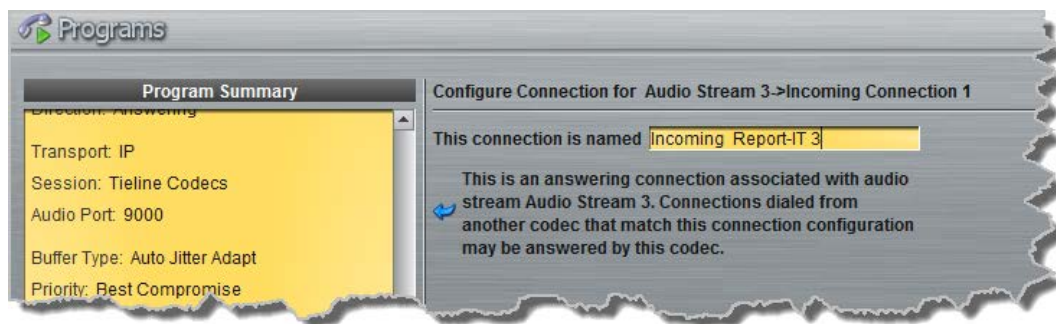 Programs
Program Summary
Direction: Answering
Transport: IP
Session: Tieline Codecs
Audio Port: 9000
Buffer Type: Auto Jitter Adapt
Priority: Best Compromise
Configure Connection for Audio Stream 3->Incoming Connection 1
This connection is named Incoming Report-IT 3
This is an answering connection associated with audio
stream Audio Stream 3. Connections dialed from
another codec that match this connection configuration
may be answered by this codec.